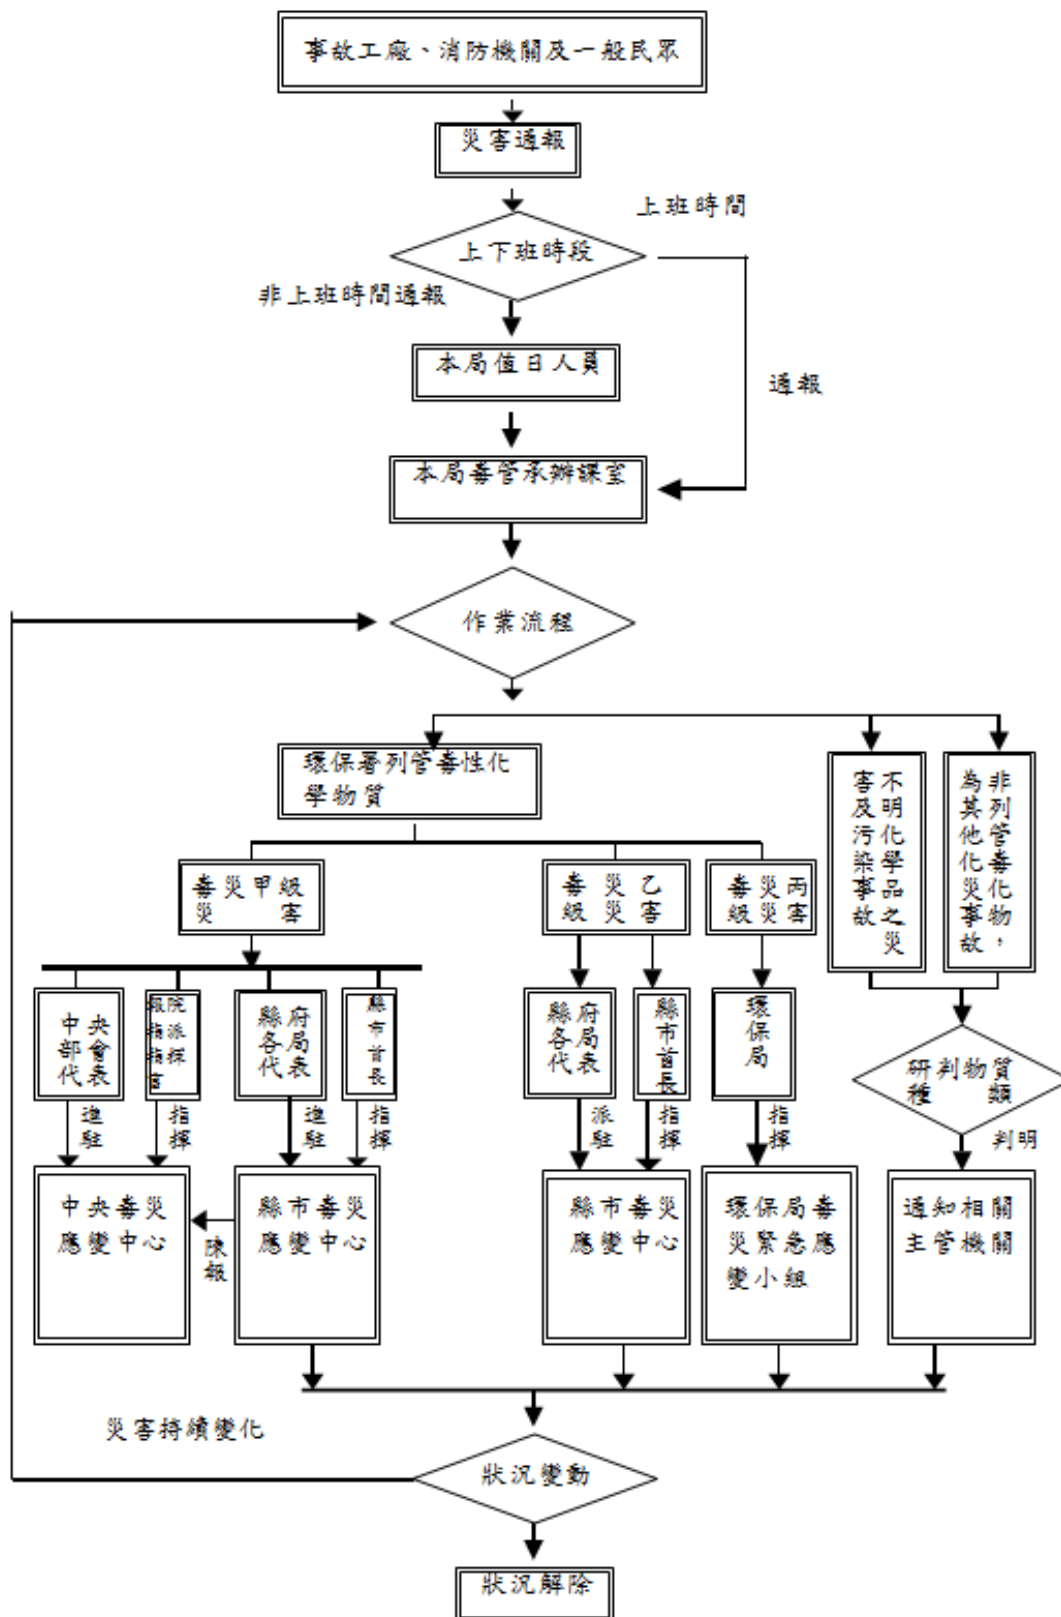 事故工廠、消防機關及一般民眾
災害通報
上班時間
上下班時段
非上班時間通報
本局值日人員
通報
本局毒管承辦課室
作業流程
環保署列管毒性化
學物質
不明化學品之災
害及污染事故
非列管毒化物，
為其他化災事故
毒災甲級
災害
毒災乙
級災害
毒災丙
級災害
中央
部會
代表
報院
指派
指揮
官
縣府
各局
代表
縣市首長
縣府
各局
代表
縣市首長
環保局
研判物質
種類
進駐
指揮
進駐
指揮
派駐
指揮
指揮
判明
中央毒災
應變中心
陳報
縣市毒災
應變中心
縣市毒災
應變中心
環保局毒
災緊急應
變小組
通知相關
主管機關
災害持續變化
狀況變動
狀況解除